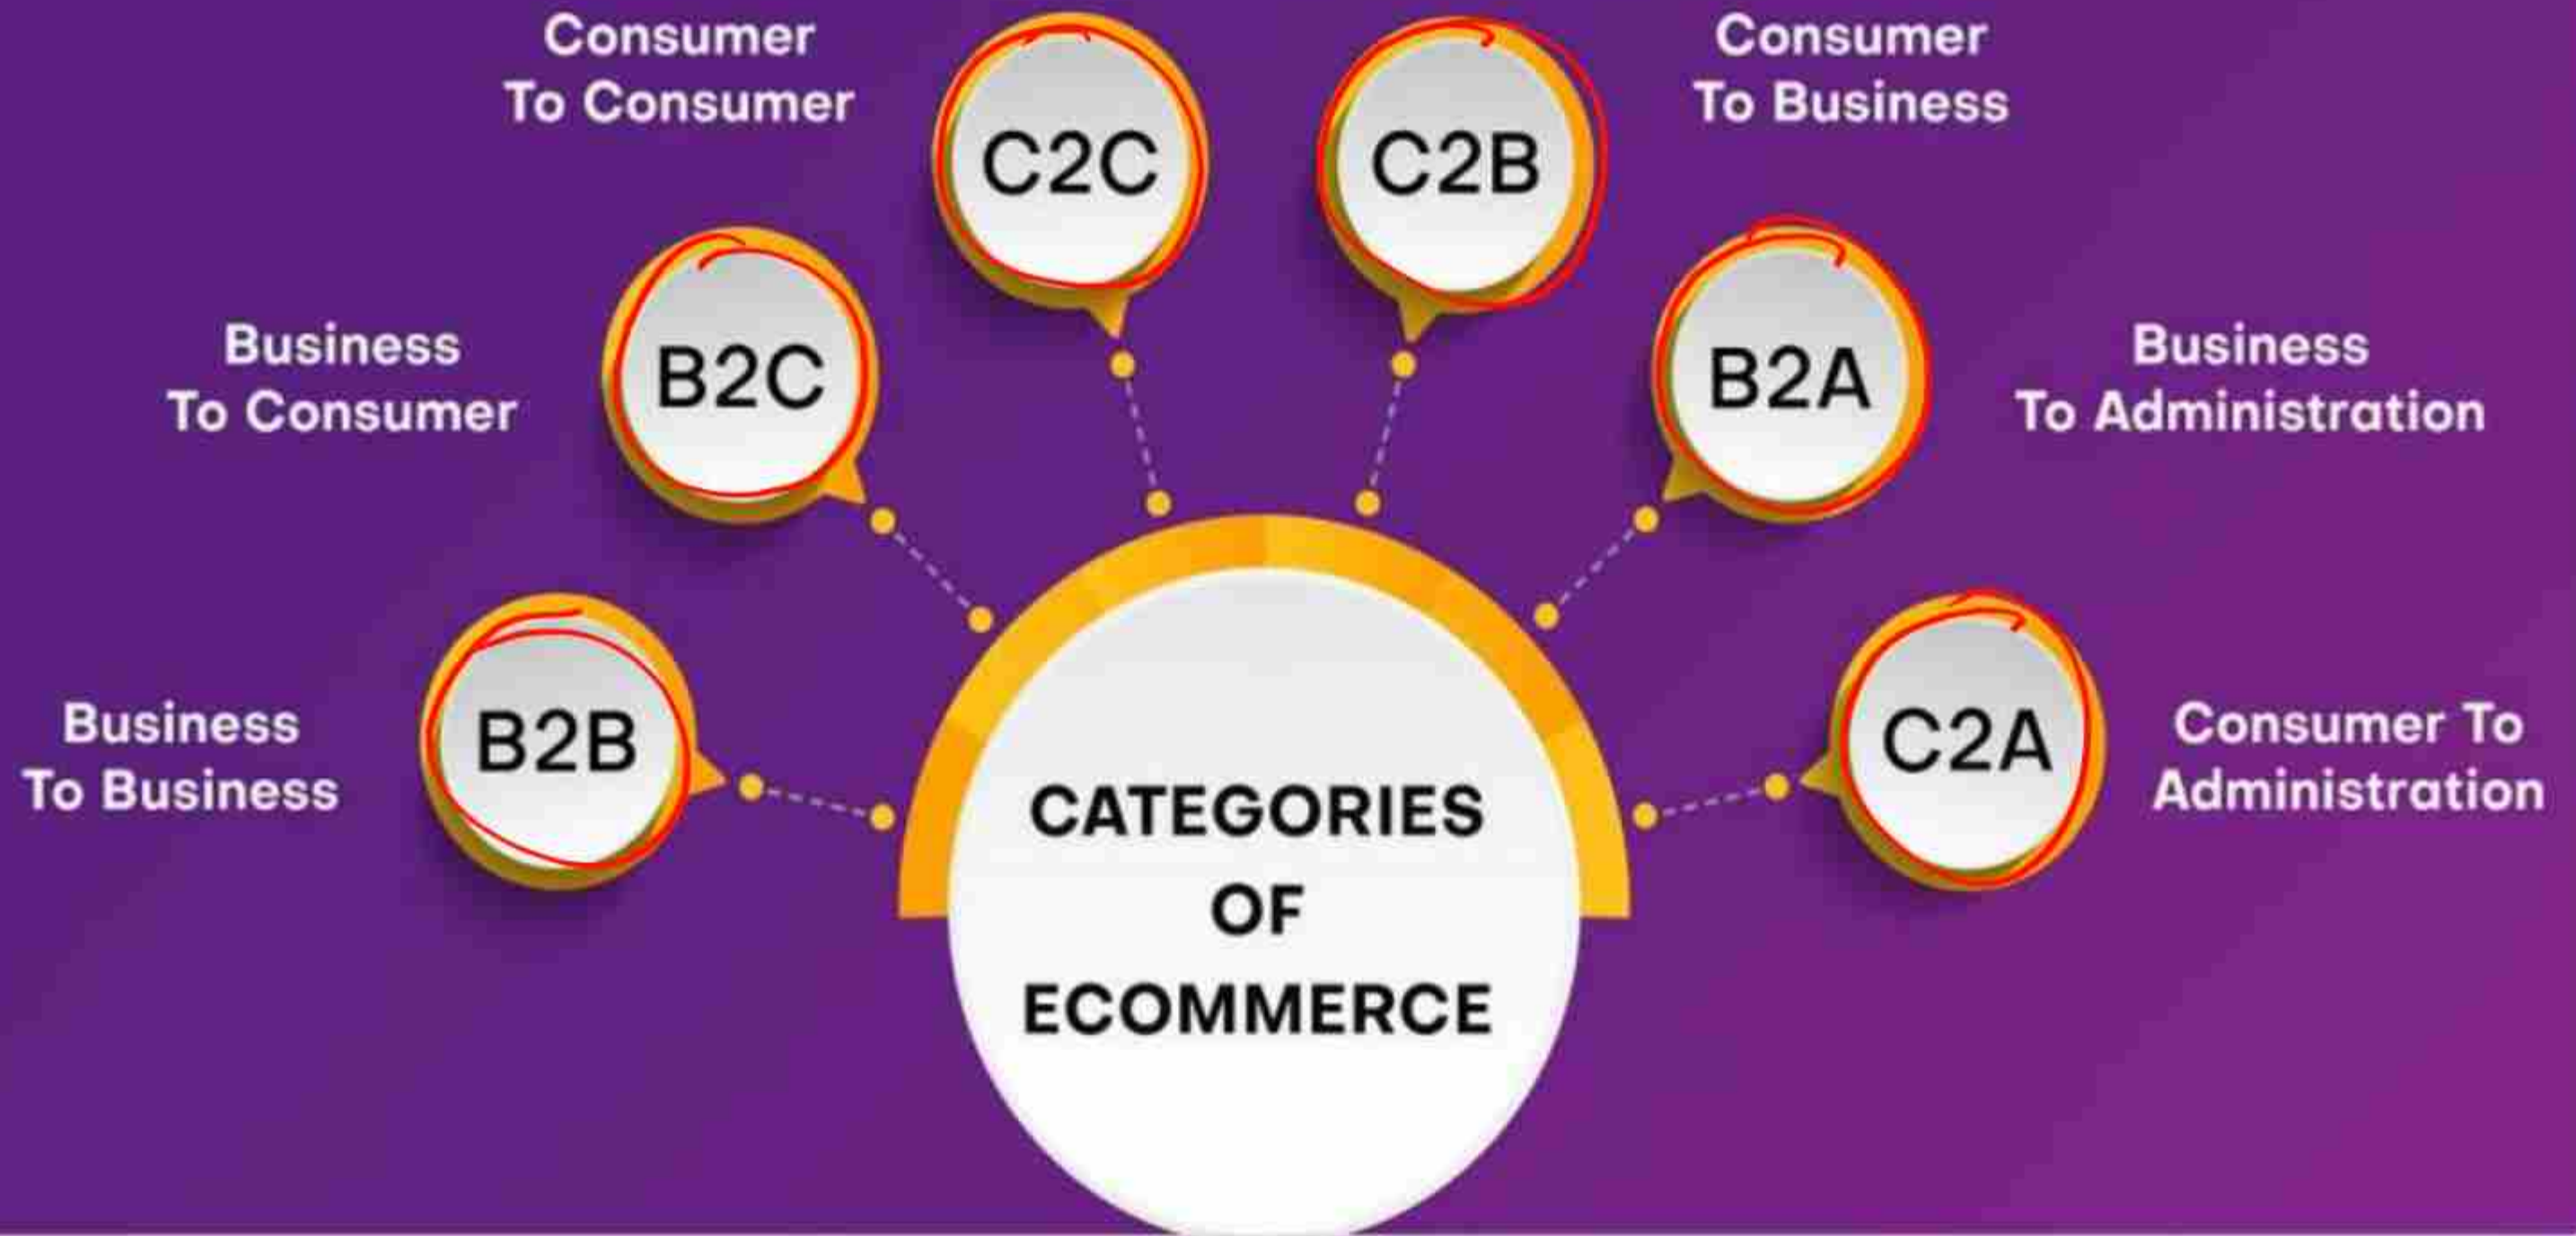 Consumer
To Consumer
C2C
C2B
Consumer
To Business
Business
To Consumer
B2C
B2A
Business
To Administration
Business
To Business
B2B
C2A
Consumer To
Administration
CATEGORIES
OF
ECOMMERCE